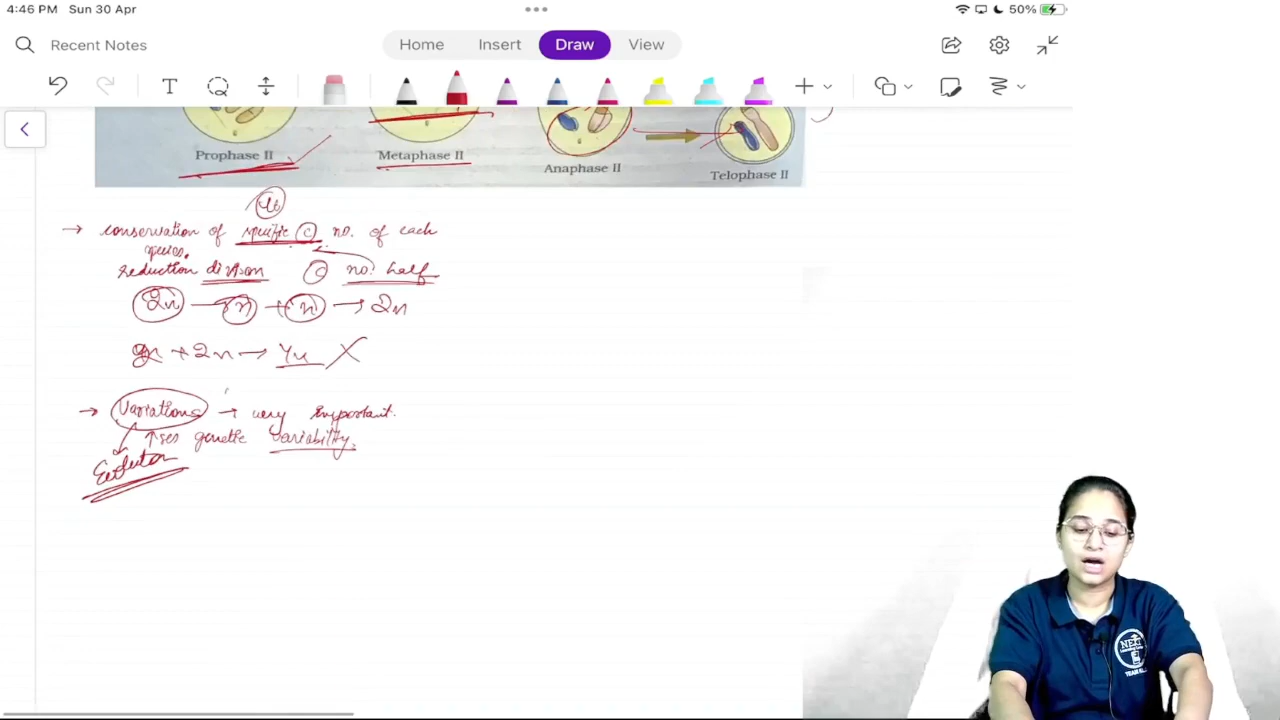 4:46 PM Sun 30 Apr
50%
Recent Notes
Home Insert Draw View
T
Prophase II Metaphase II Anaphase II Telophase II
→ conservation of specific © no. of each
species.
reduction division © no. half
2n → n + n → 2n
2n + 2n → 4n X
→ Variations → very important.
↑ses genetic variability.
Evolution
NEXT